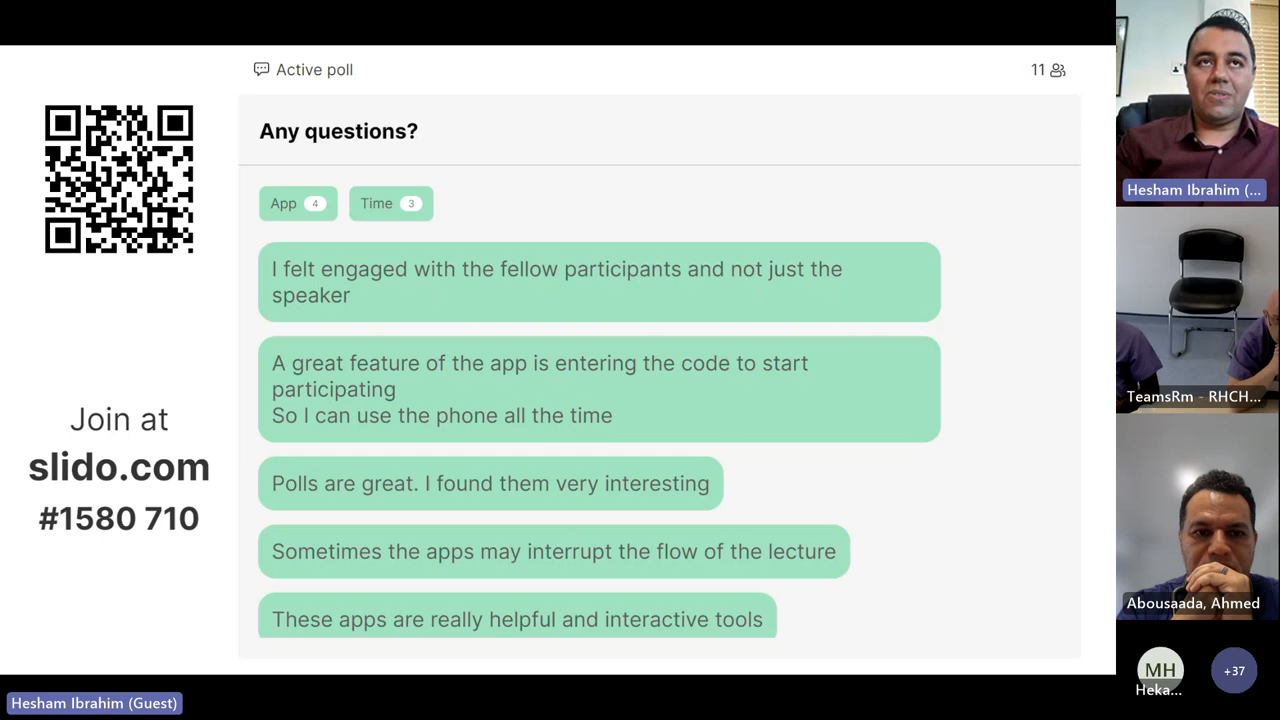 Active poll
11
Any questions?
App 4
Time 3
I felt engaged with the fellow participants and not just the
speaker
A great feature of the app is entering the code to start
participating
So I can use the phone all the time
Polls are great. I found them very interesting
Sometimes the apps may interrupt the flow of the lecture
These apps are really helpful and interactive tools
Join at
slido.com
#1580 710
Hesham Ibrahim (...
TeamsRm - RHCH...
Abousaada, Ahmed
MH
Heka...
+37
Hesham Ibrahim (Guest)